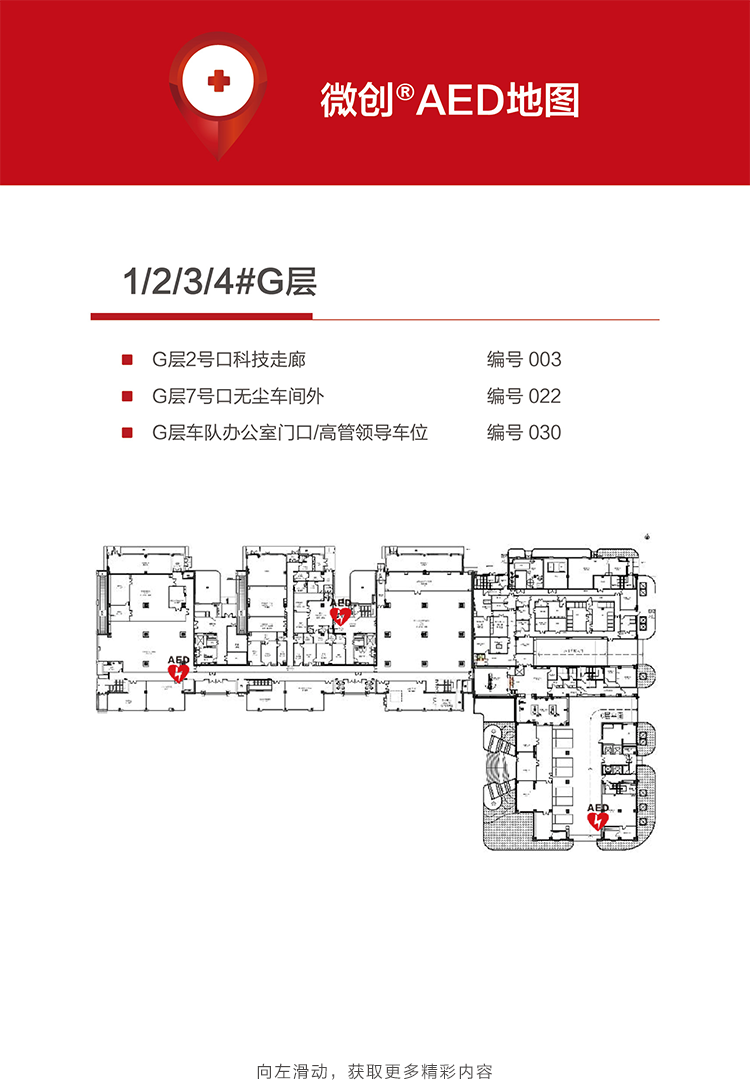 微创®AED地图
1/2/3/4#G层
G层2号口科技走廊 编号 003
G层7号口无尘车间外 编号 022
G层车队办公室门口/高管领导车位 编号 030
AED
AED
AED
向左滑动，获取更多精彩内容